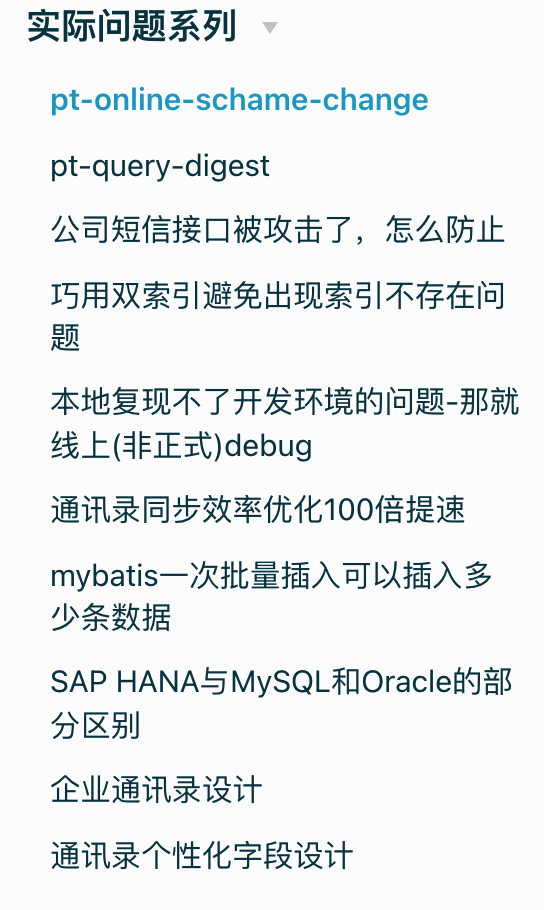 实际问题系列
pt-online-schame-change
pt-query-digest
公司短信接口被攻击了，怎么防止
巧用双索引避免出现索引不存在问
题
本地复现不了开发环境的问题-那就
线上(非正式)debug
通讯录同步效率优化100倍提速
mybatis一次批量插入可以插入多
少条数据
SAP HANA与MySQL和Oracle的部
分区别
企业通讯录设计
通讯录个性化字段设计